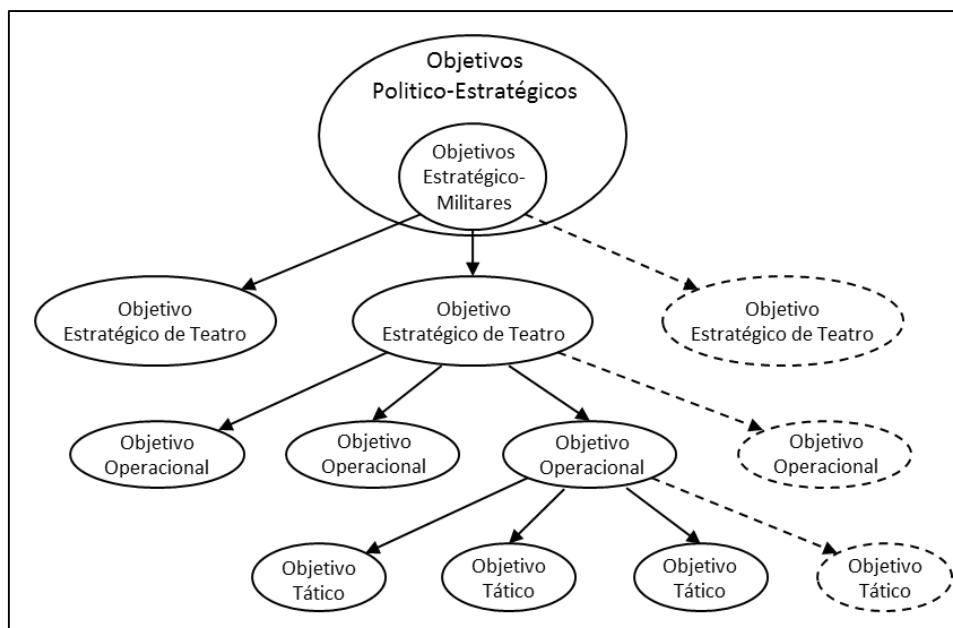 Objetivos
Politico-Estratégicos
Objetivos
Estratégico-
Militares
Objetivo
Estratégico de Teatro
Objetivo
Estratégico de Teatro
Objetivo
Estratégico de Teatro
Objetivo
Operacional
Objetivo
Operacional
Objetivo
Operacional
Objetivo
Operacional
Objetivo
Tático
Objetivo
Tático
Objetivo
Tático
Objetivo
Tático